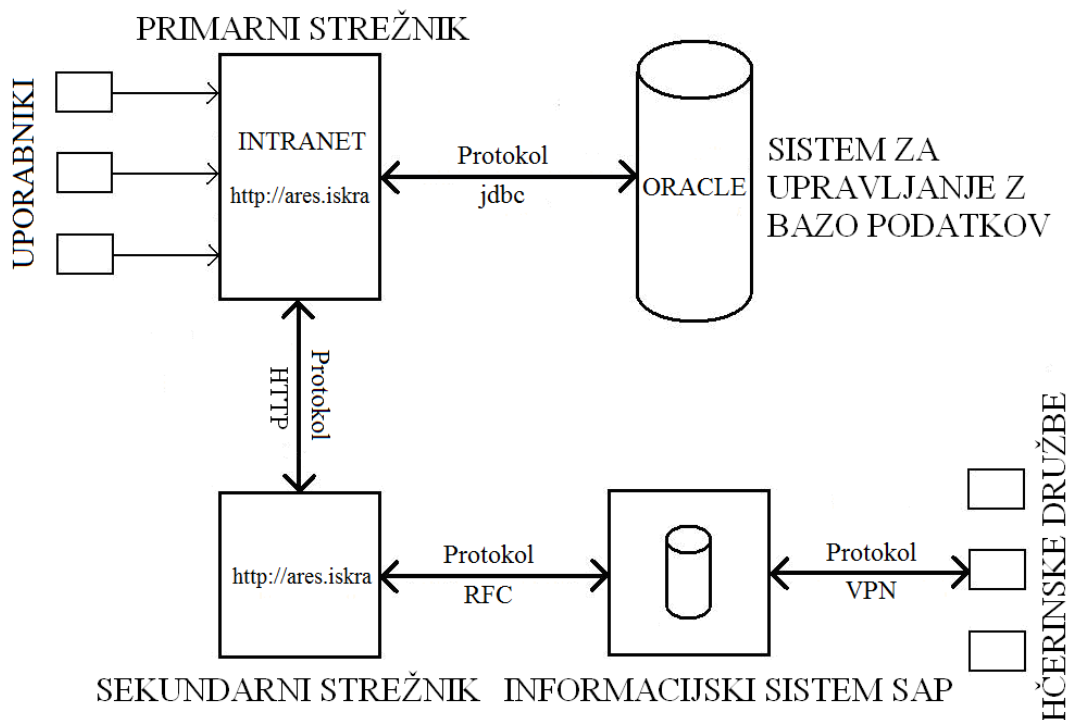 PRIMARNI STREŽNIK
UPORABNIKI
INTRANET
http://ares.iskra
Protokol
jdbc
ORACLE
SISTEM ZA
UPRAVLJANJE Z
BAZO PODATKOV
Protokol
HTTP
http://ares.iskra
Protokol
RFC
Protokol
VPN
HČERINSKE DRUŽBE
SEKUNDARNI STREŽNIK
INFORMACIJSKI SISTEM SAP